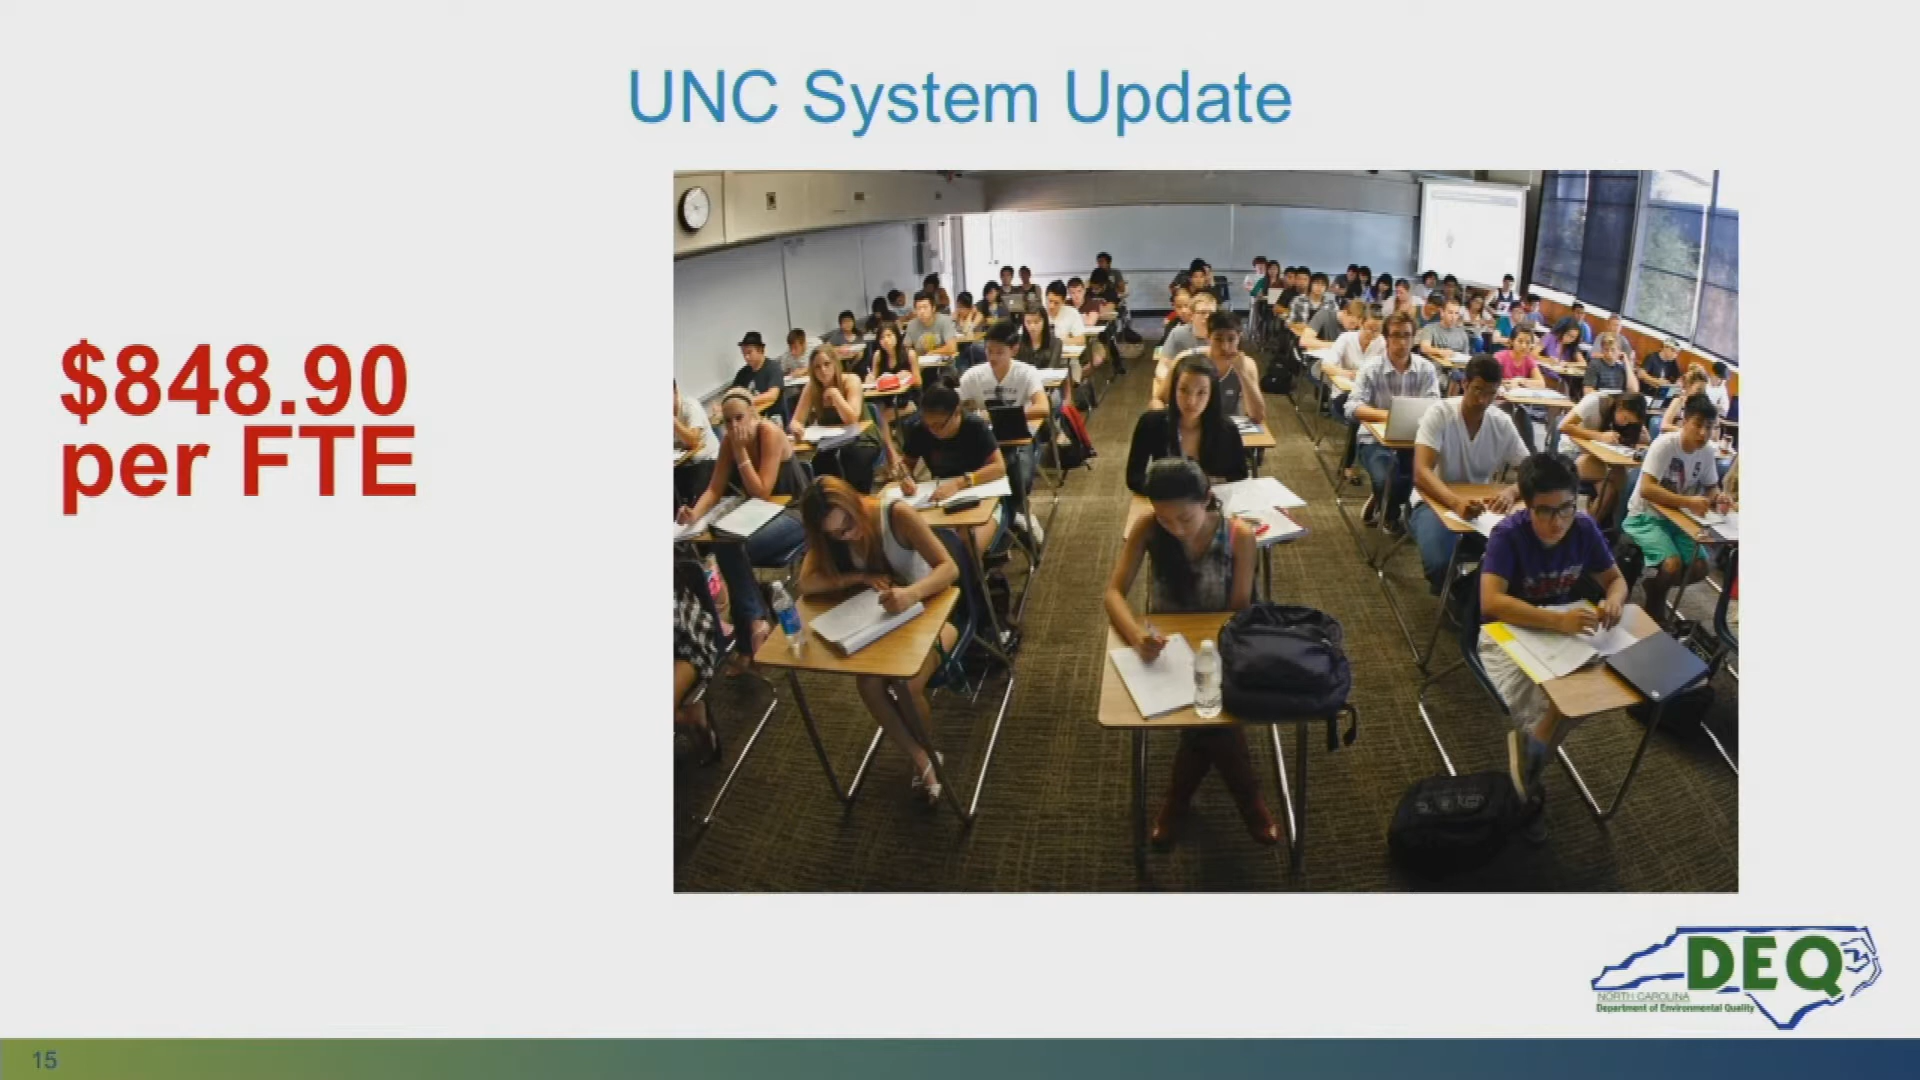 UNC System Update
$848.90
per FTE
DEQ
NORTH CAROLINA
Department of Environmental Quality
15